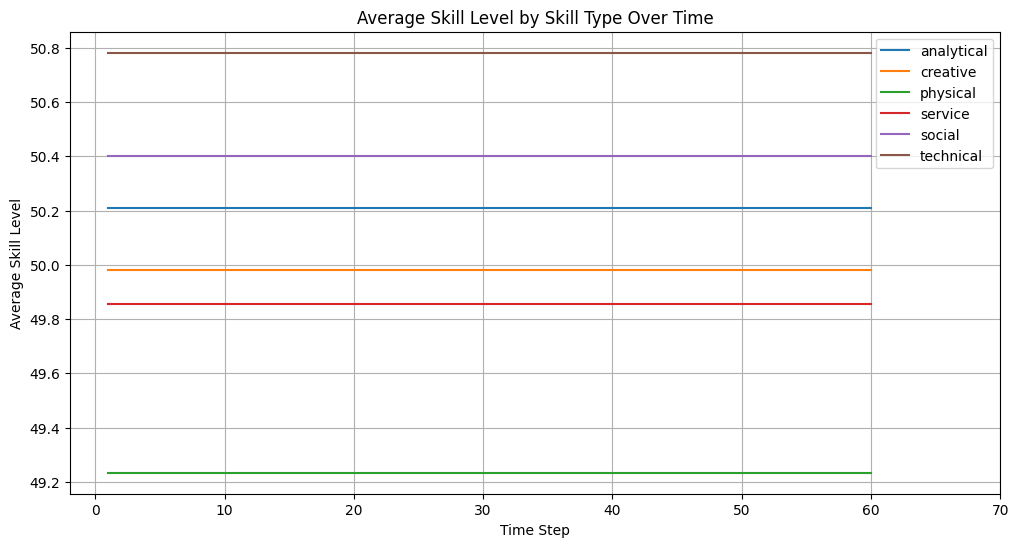 Average Skill Level by Skill Type Over Time
50.8
50.6
50.4
50.2
50.0
49.8
49.6
49.4
49.2
Average Skill Level
analytical
creative
physical
service
social
technical
0 10 20 30 40 50 60 70
Time Step